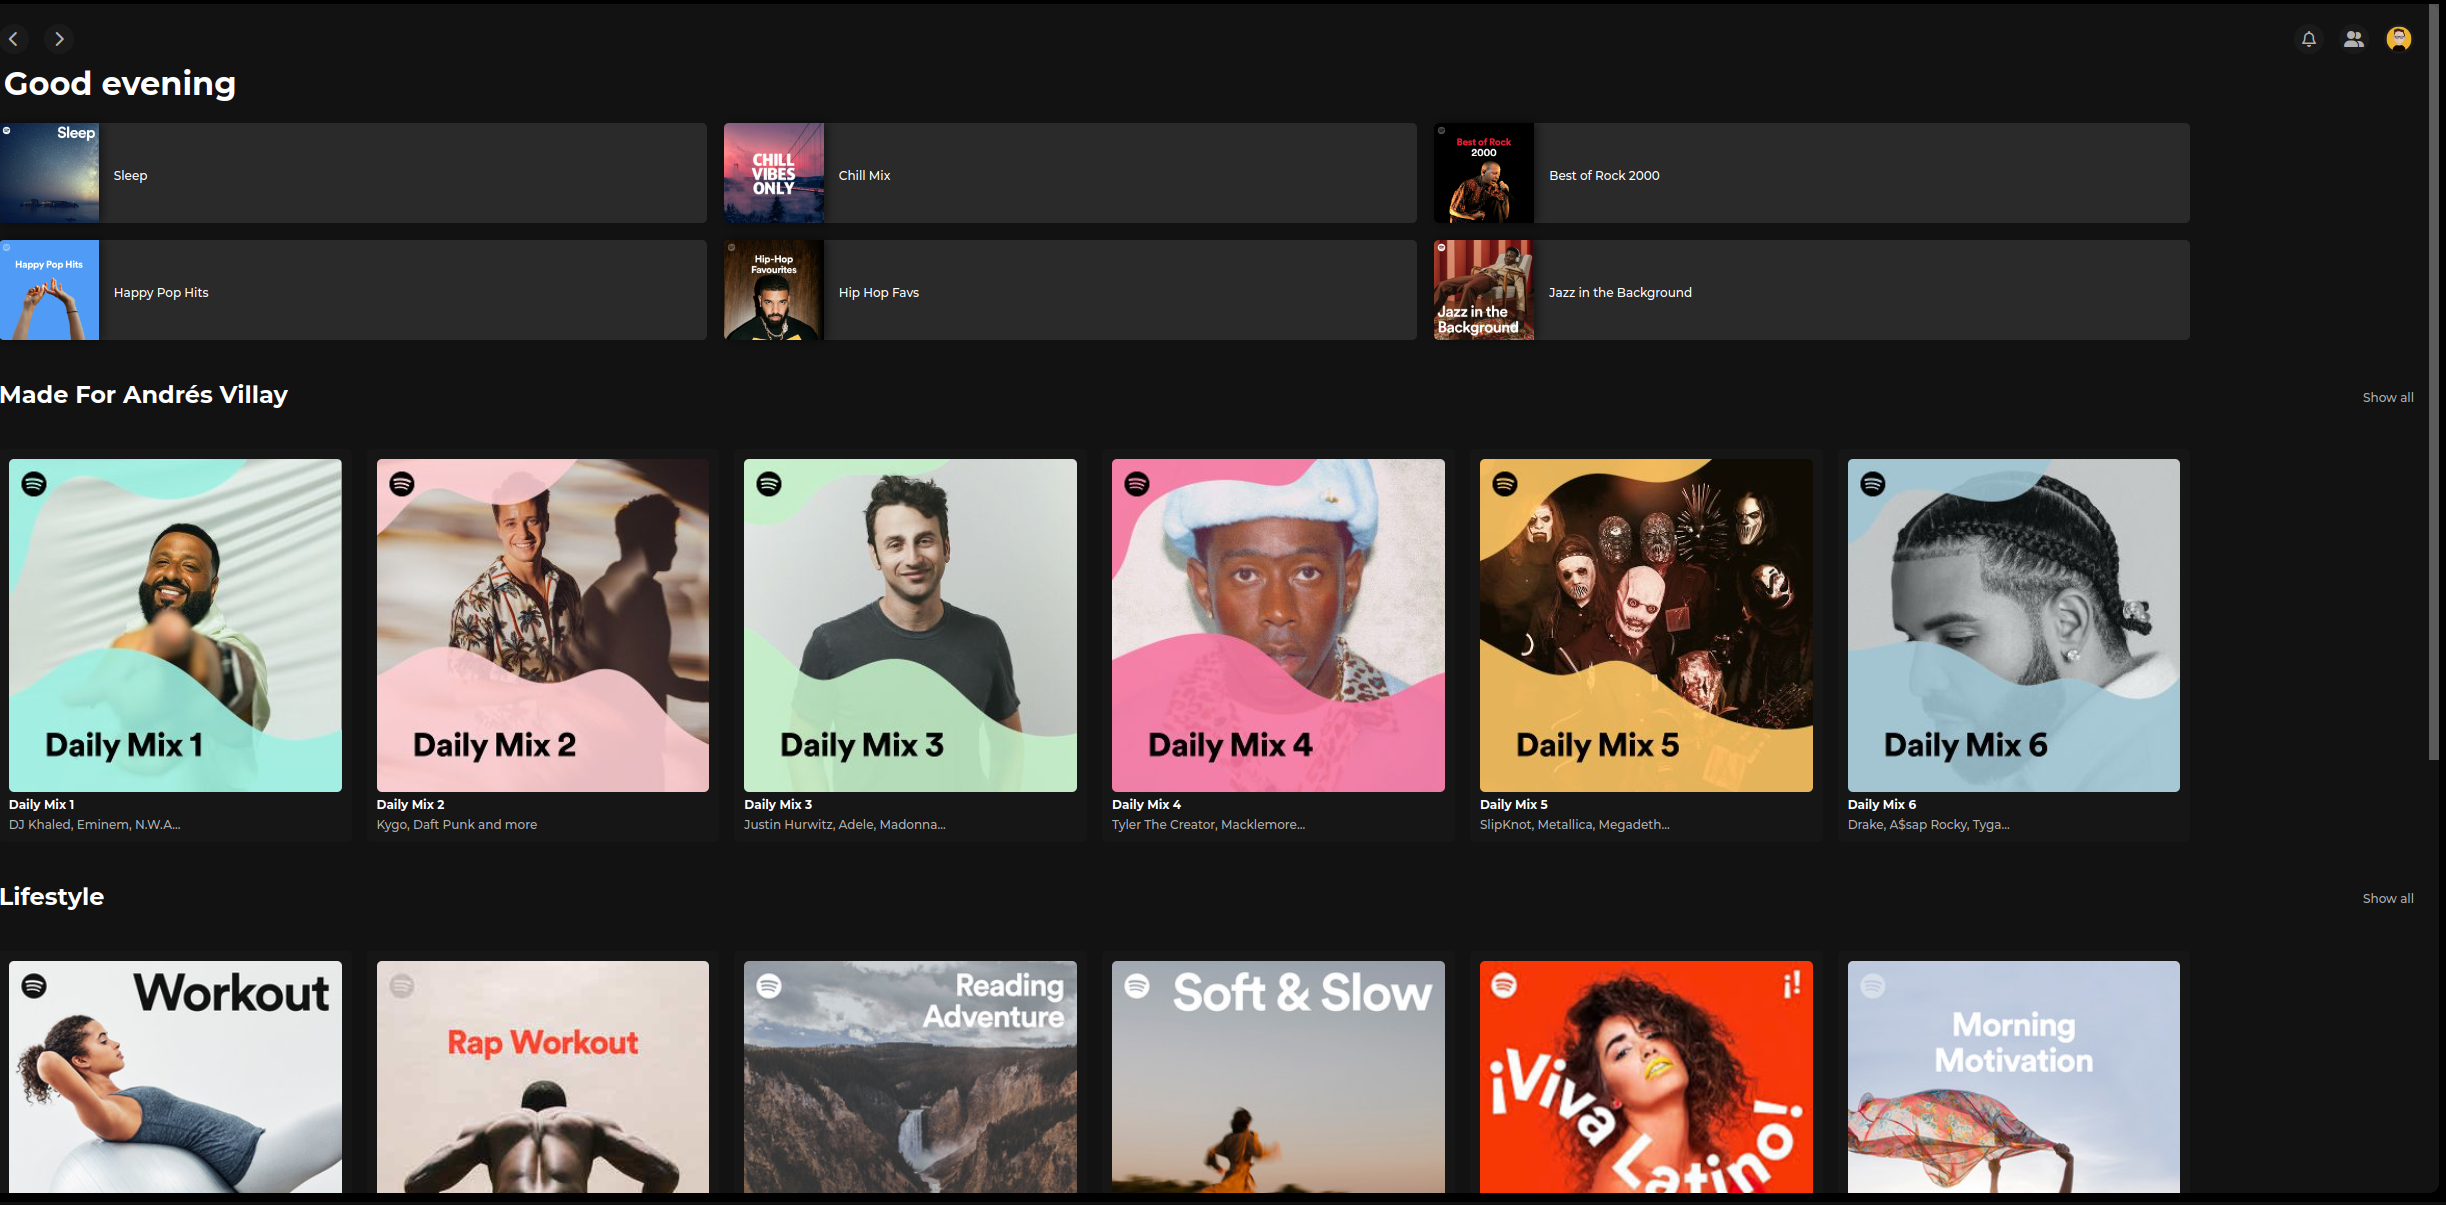 Good evening
Sleep
Sleep
CHILL
VIBES
ONLY
Chill Mix
Best of Rock
2000
Best of Rock 2000
Happy Pop Hits
Happy Pop Hits
Hip-Hop
Favourites
Hip Hop Favs
Jazz in the
Background
Jazz in the Background
Made For Andrés Villay
Show all
Daily Mix 1
Daily Mix 2
Daily Mix 3
Daily Mix 4
Daily Mix 5
Daily Mix 6
Daily Mix 1
DJ Khaled, Eminem, N.W.A...
Daily Mix 2
Kygo, Daft Punk and more
Daily Mix 3
Justin Hurwitz, Adele, Madonna...
Daily Mix 4
Tyler The Creator, Macklemore...
Daily Mix 5
SlipKnot, Metallica, Megadeth...
Daily Mix 6
Drake, A$sap Rocky, Tyga...
Lifestyle
Show all
Workout
Rap Workout
Reading
Adventure
Soft & Slow
¡!
¡Viva
Latino!
Morning
Motivation